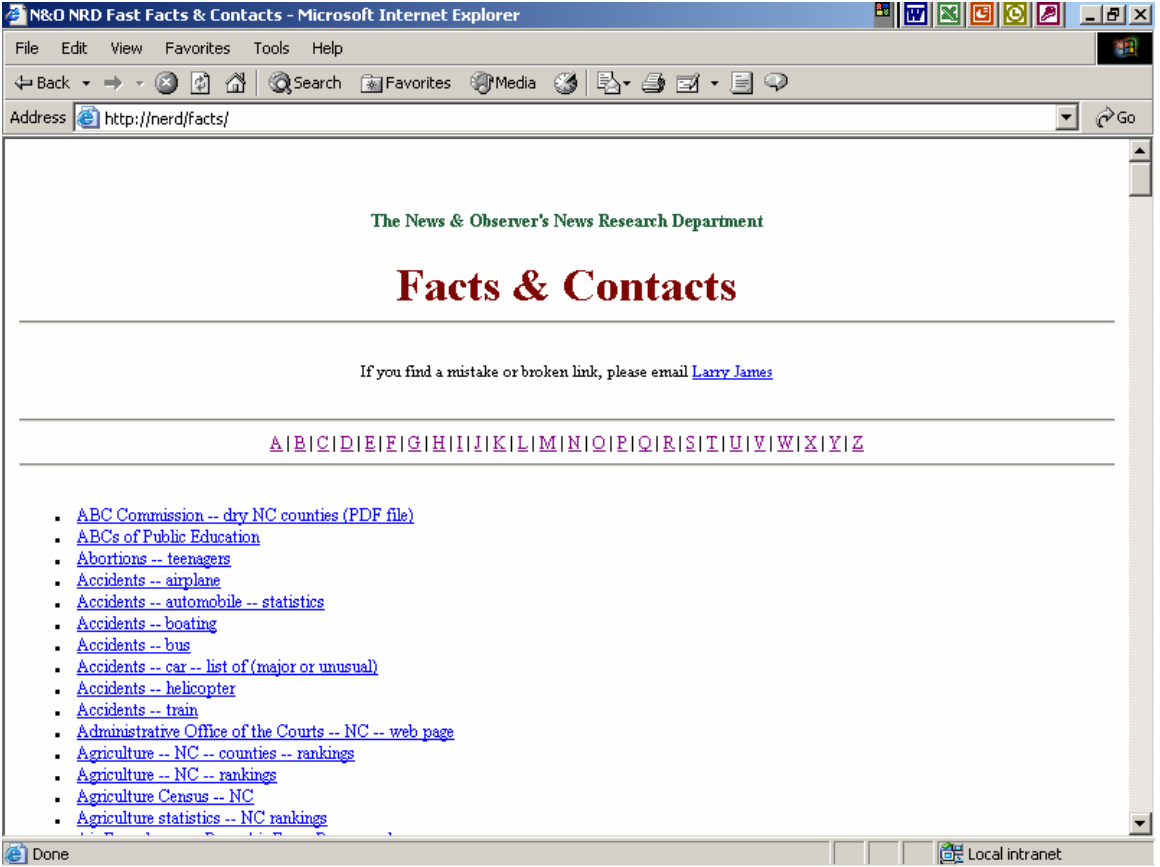 N&O NRD Fast Facts & Contacts - Microsoft Internet Explorer
File Edit View Favorites Tools Help
Back Search Favorites Media
Address http://nerd/facts/ Go
The News & Observer's News Research Department
Facts & Contacts
If you find a mistake or broken link, please email Larry James
A | B | C | D | E | F | G | H | I | J | K | L | M | N | O | P | Q | R | S | T | U | V | W | X | Y | Z
ABC Commission -- dry NC counties (PDF file)
ABCs of Public Education
Abortions -- teenagers
Accidents -- airplane
Accidents -- automobile -- statistics
Accidents -- boating
Accidents -- bus
Accidents -- car -- list of (major or unusual)
Accidents -- helicopter
Accidents -- train
Administrative Office of the Courts -- NC -- web page
Agriculture -- NC -- counties -- rankings
Agriculture -- NC -- rankings
Agriculture Census -- NC
Agriculture statistics -- NC rankings
Done Local intranet